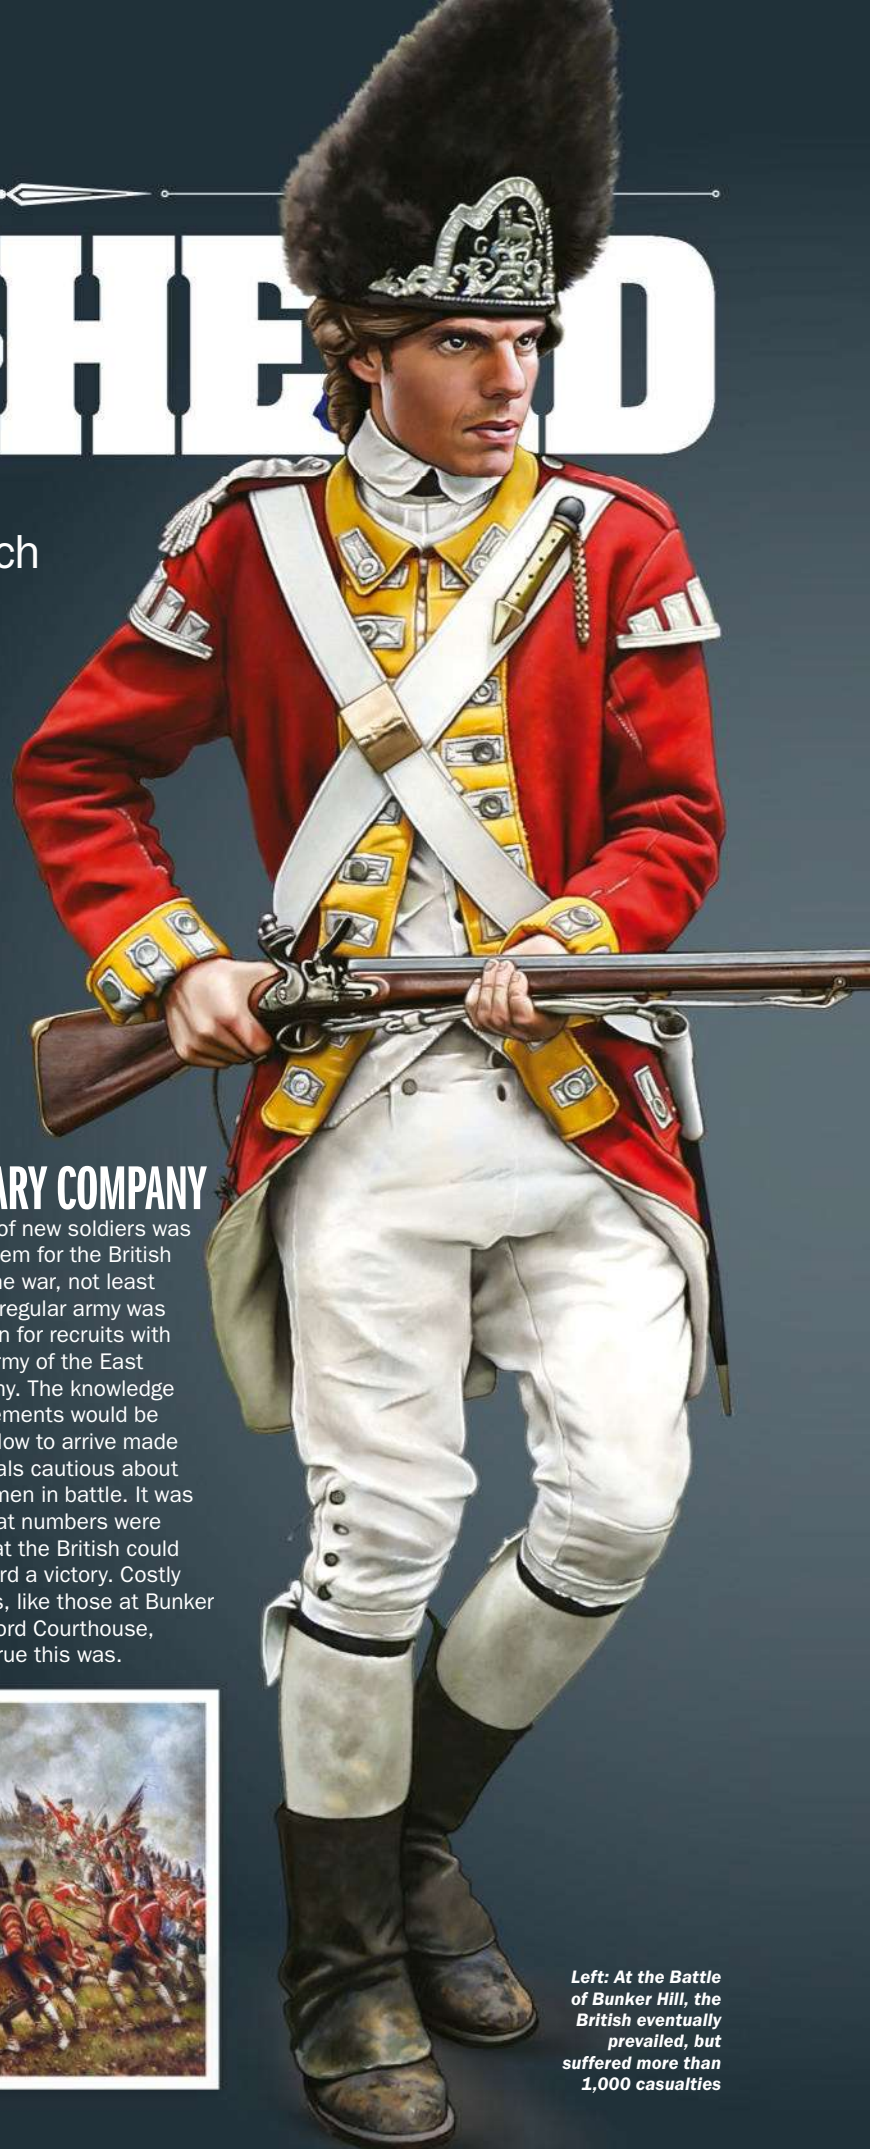 HE D
ch
ARY COMPANY
of new soldiers was
em for the British
he war, not least
regular army was
n for recruits with
rmy of the East
ny. The knowledge
ements would be
low to arrive made
als cautious about
men in battle. It was
at numbers were
at the British could
rd a victory. Costly
s, like those at Bunker
ord Courthouse,
rue this was.
Left: At the Battle
of Bunker Hill, the
British eventually
prevailed, but
suffered more than
1,000 casualties